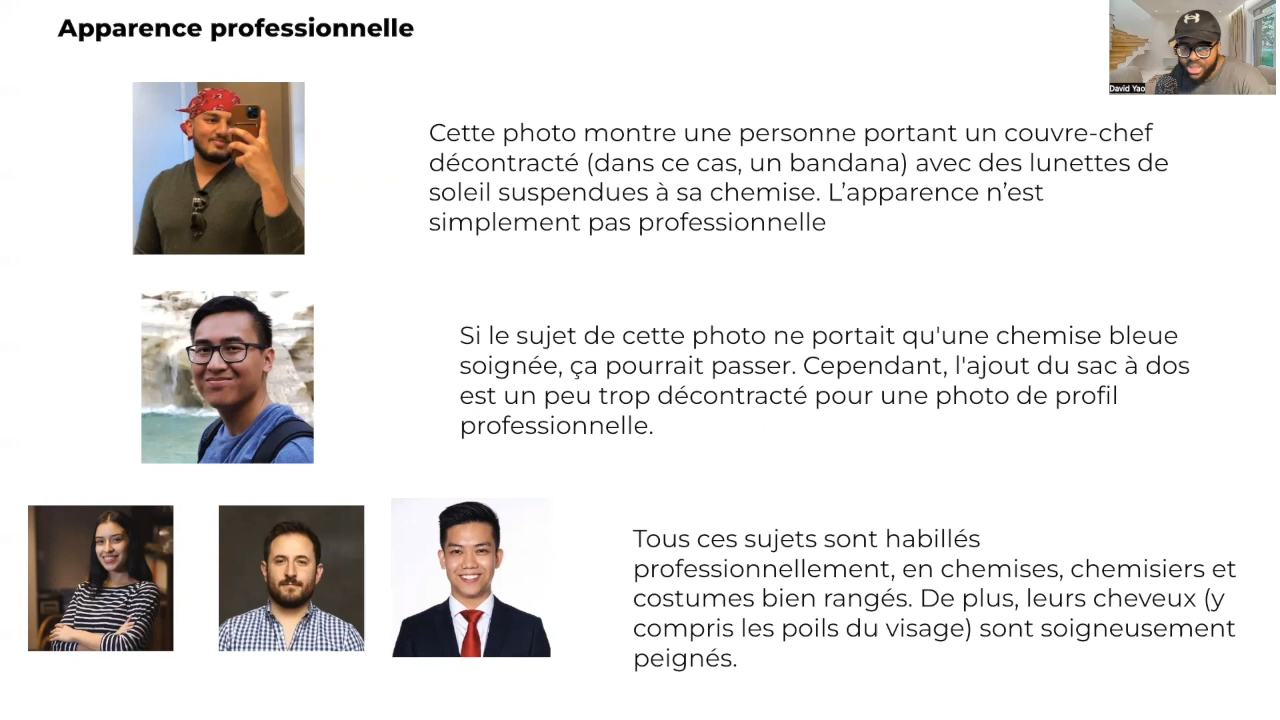 Apparence professionnelle
David Yao
Cette photo montre une personne portant un couvre-chef
décontracté (dans ce cas, un bandana) avec des lunettes de
soleil suspendues à sa chemise. L’apparence n’est
simplement pas professionnelle
Si le sujet de cette photo ne portait qu'une chemise bleue
soignée, ça pourrait passer. Cependant, l'ajout du sac à dos
est un peu trop décontracté pour une photo de profil
professionnelle.
Tous ces sujets sont habillés
professionnellement, en chemises, chemisiers et
costumes bien rangés. De plus, leurs cheveux (y
compris les poils du visage) sont soigneusement
peignés.